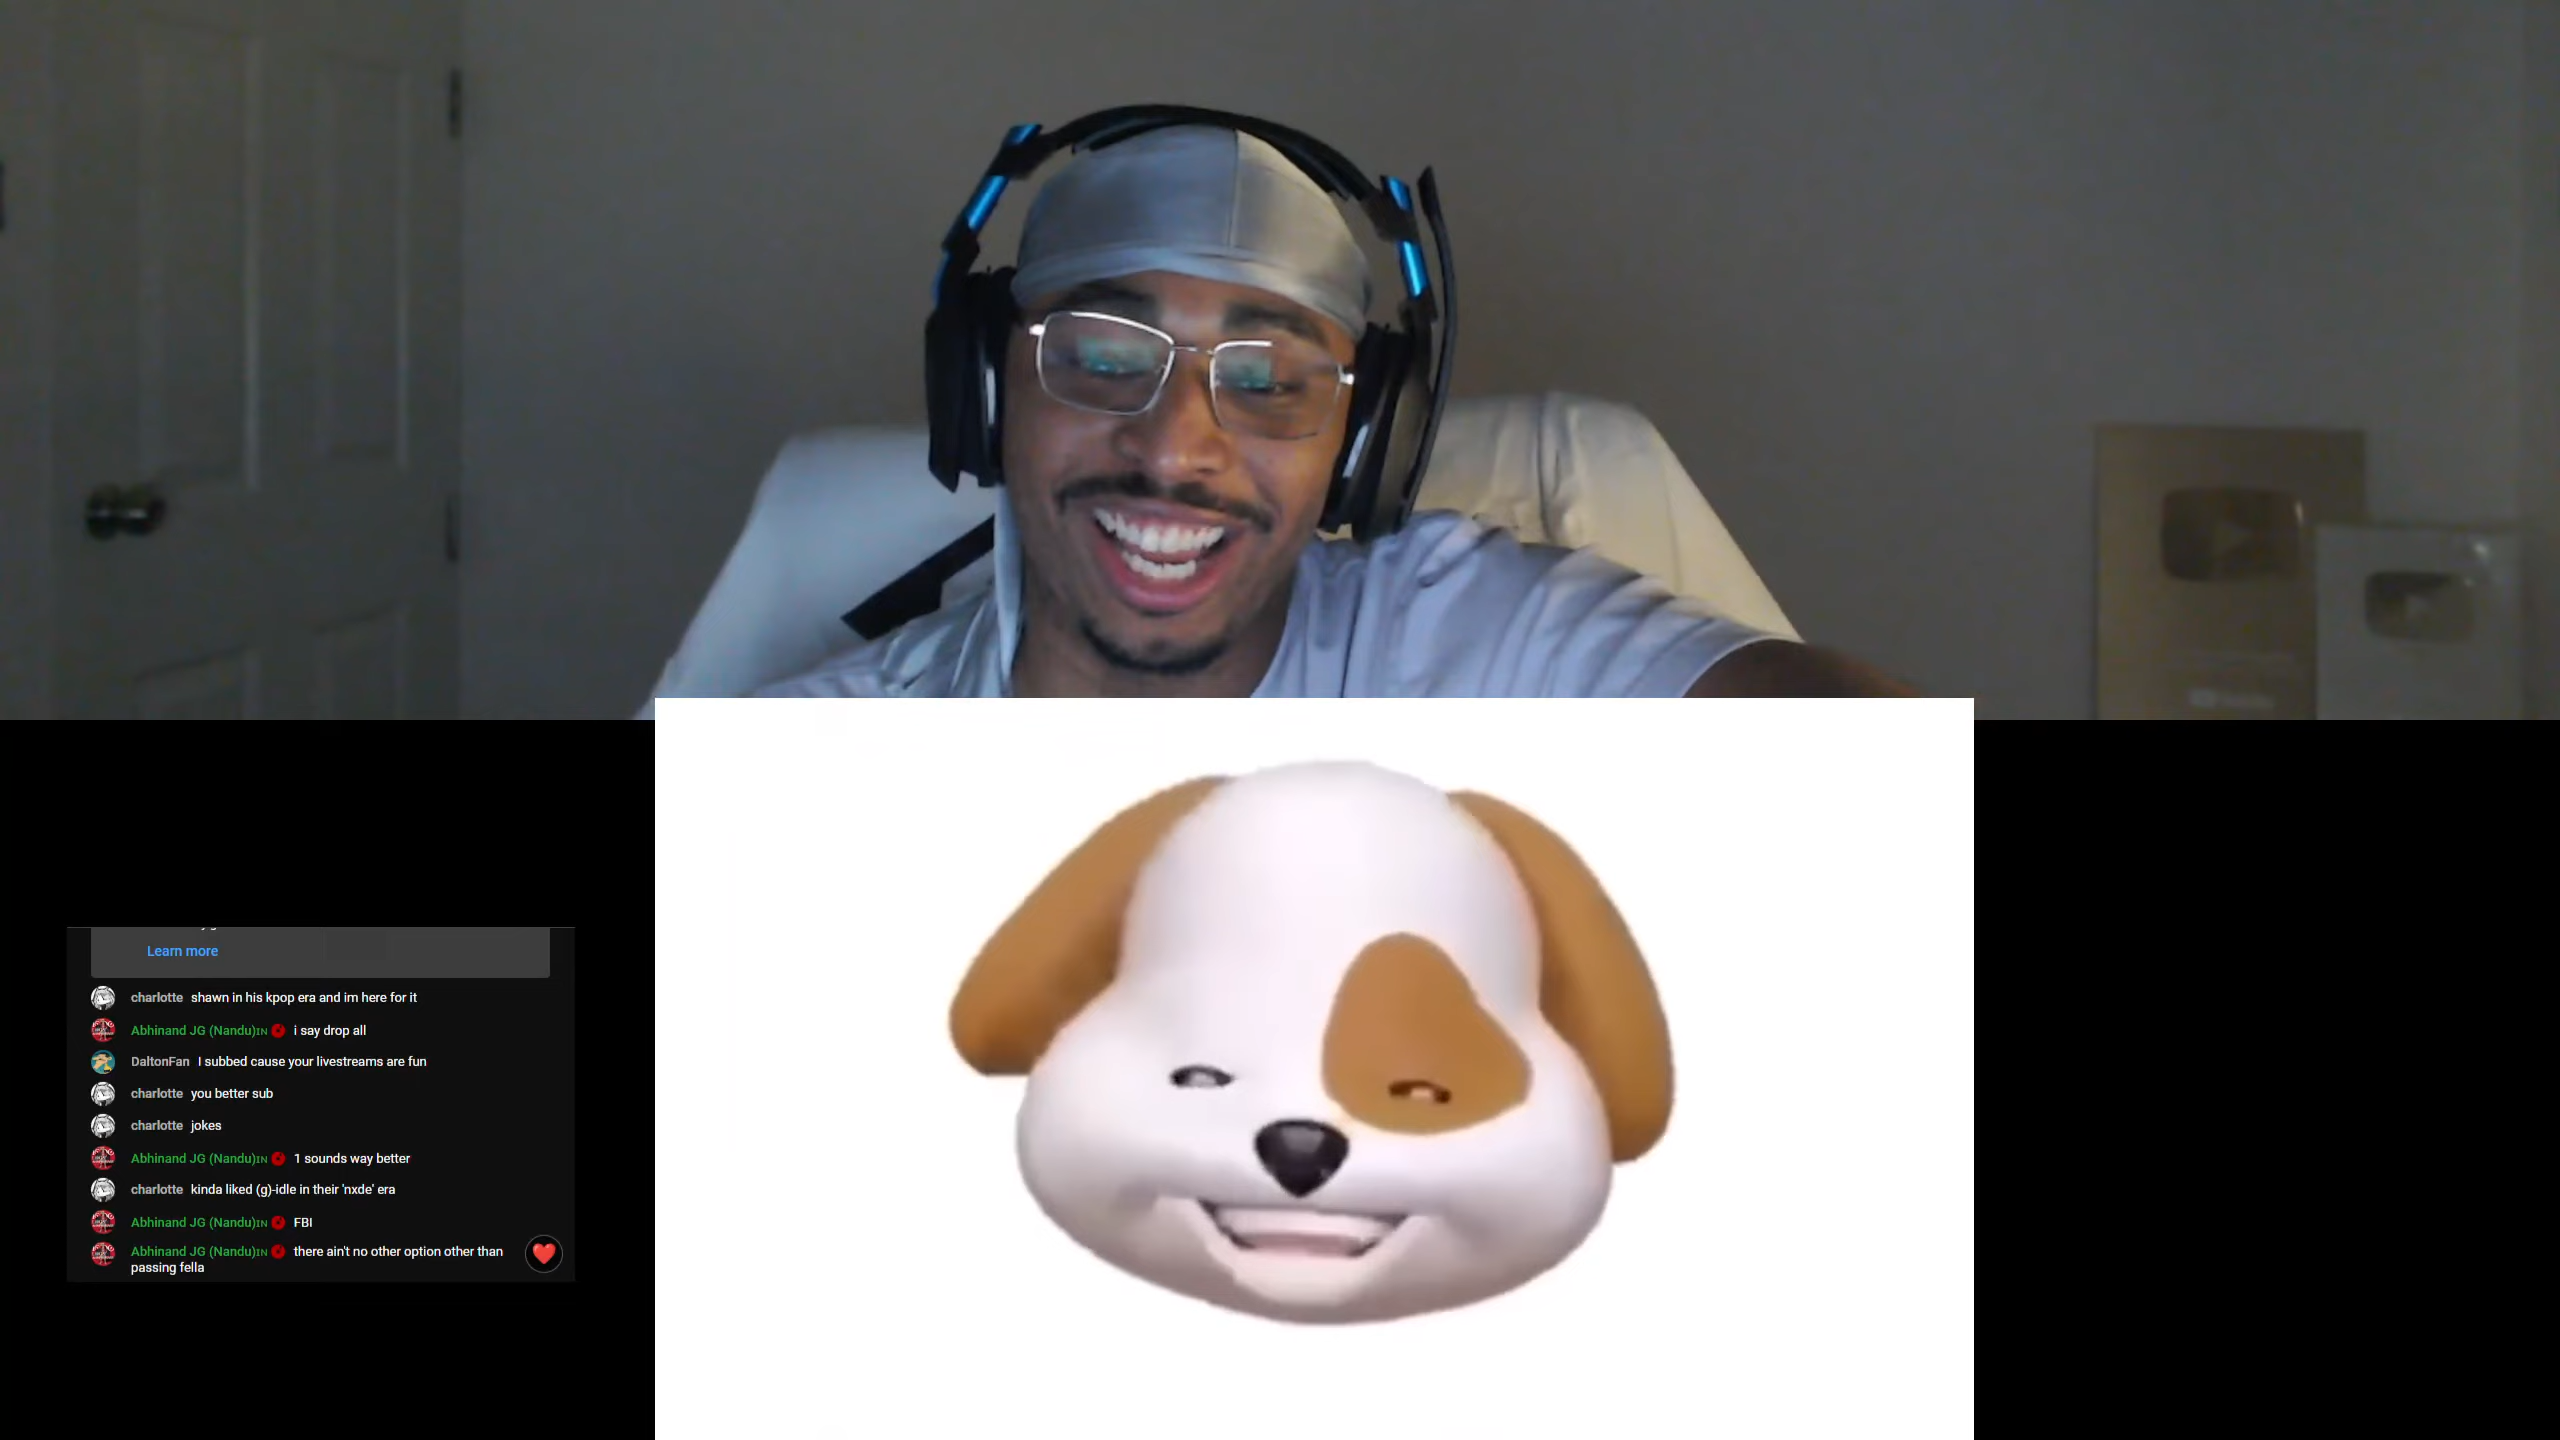 Learn more
charlotte shawn in his kpop era and im here for it
Abhinand JG (Nandu)ɪɴ i say drop all
DaltonFan I subbed cause your livestreams are fun
charlotte you better sub
charlotte jokes
Abhinand JG (Nandu)ɪɴ 1 sounds way better
charlotte kinda liked (g)-idle in their 'nxde' era
Abhinand JG (Nandu)ɪɴ FBI
Abhinand JG (Nandu)ɪɴ there ain't no other option other than
passing fella